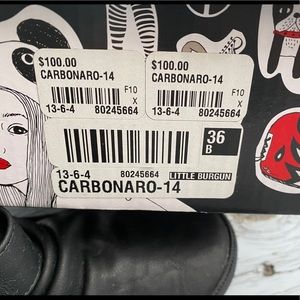 $100.00
CARBONARO-14
F10
X
13-6-4 80245664
$100.00
CARBONARO-14
F10
X
13-6-4 80245664
36
B
13-6-4 80245664 LITTLE BURGUN
CARBONARO-14